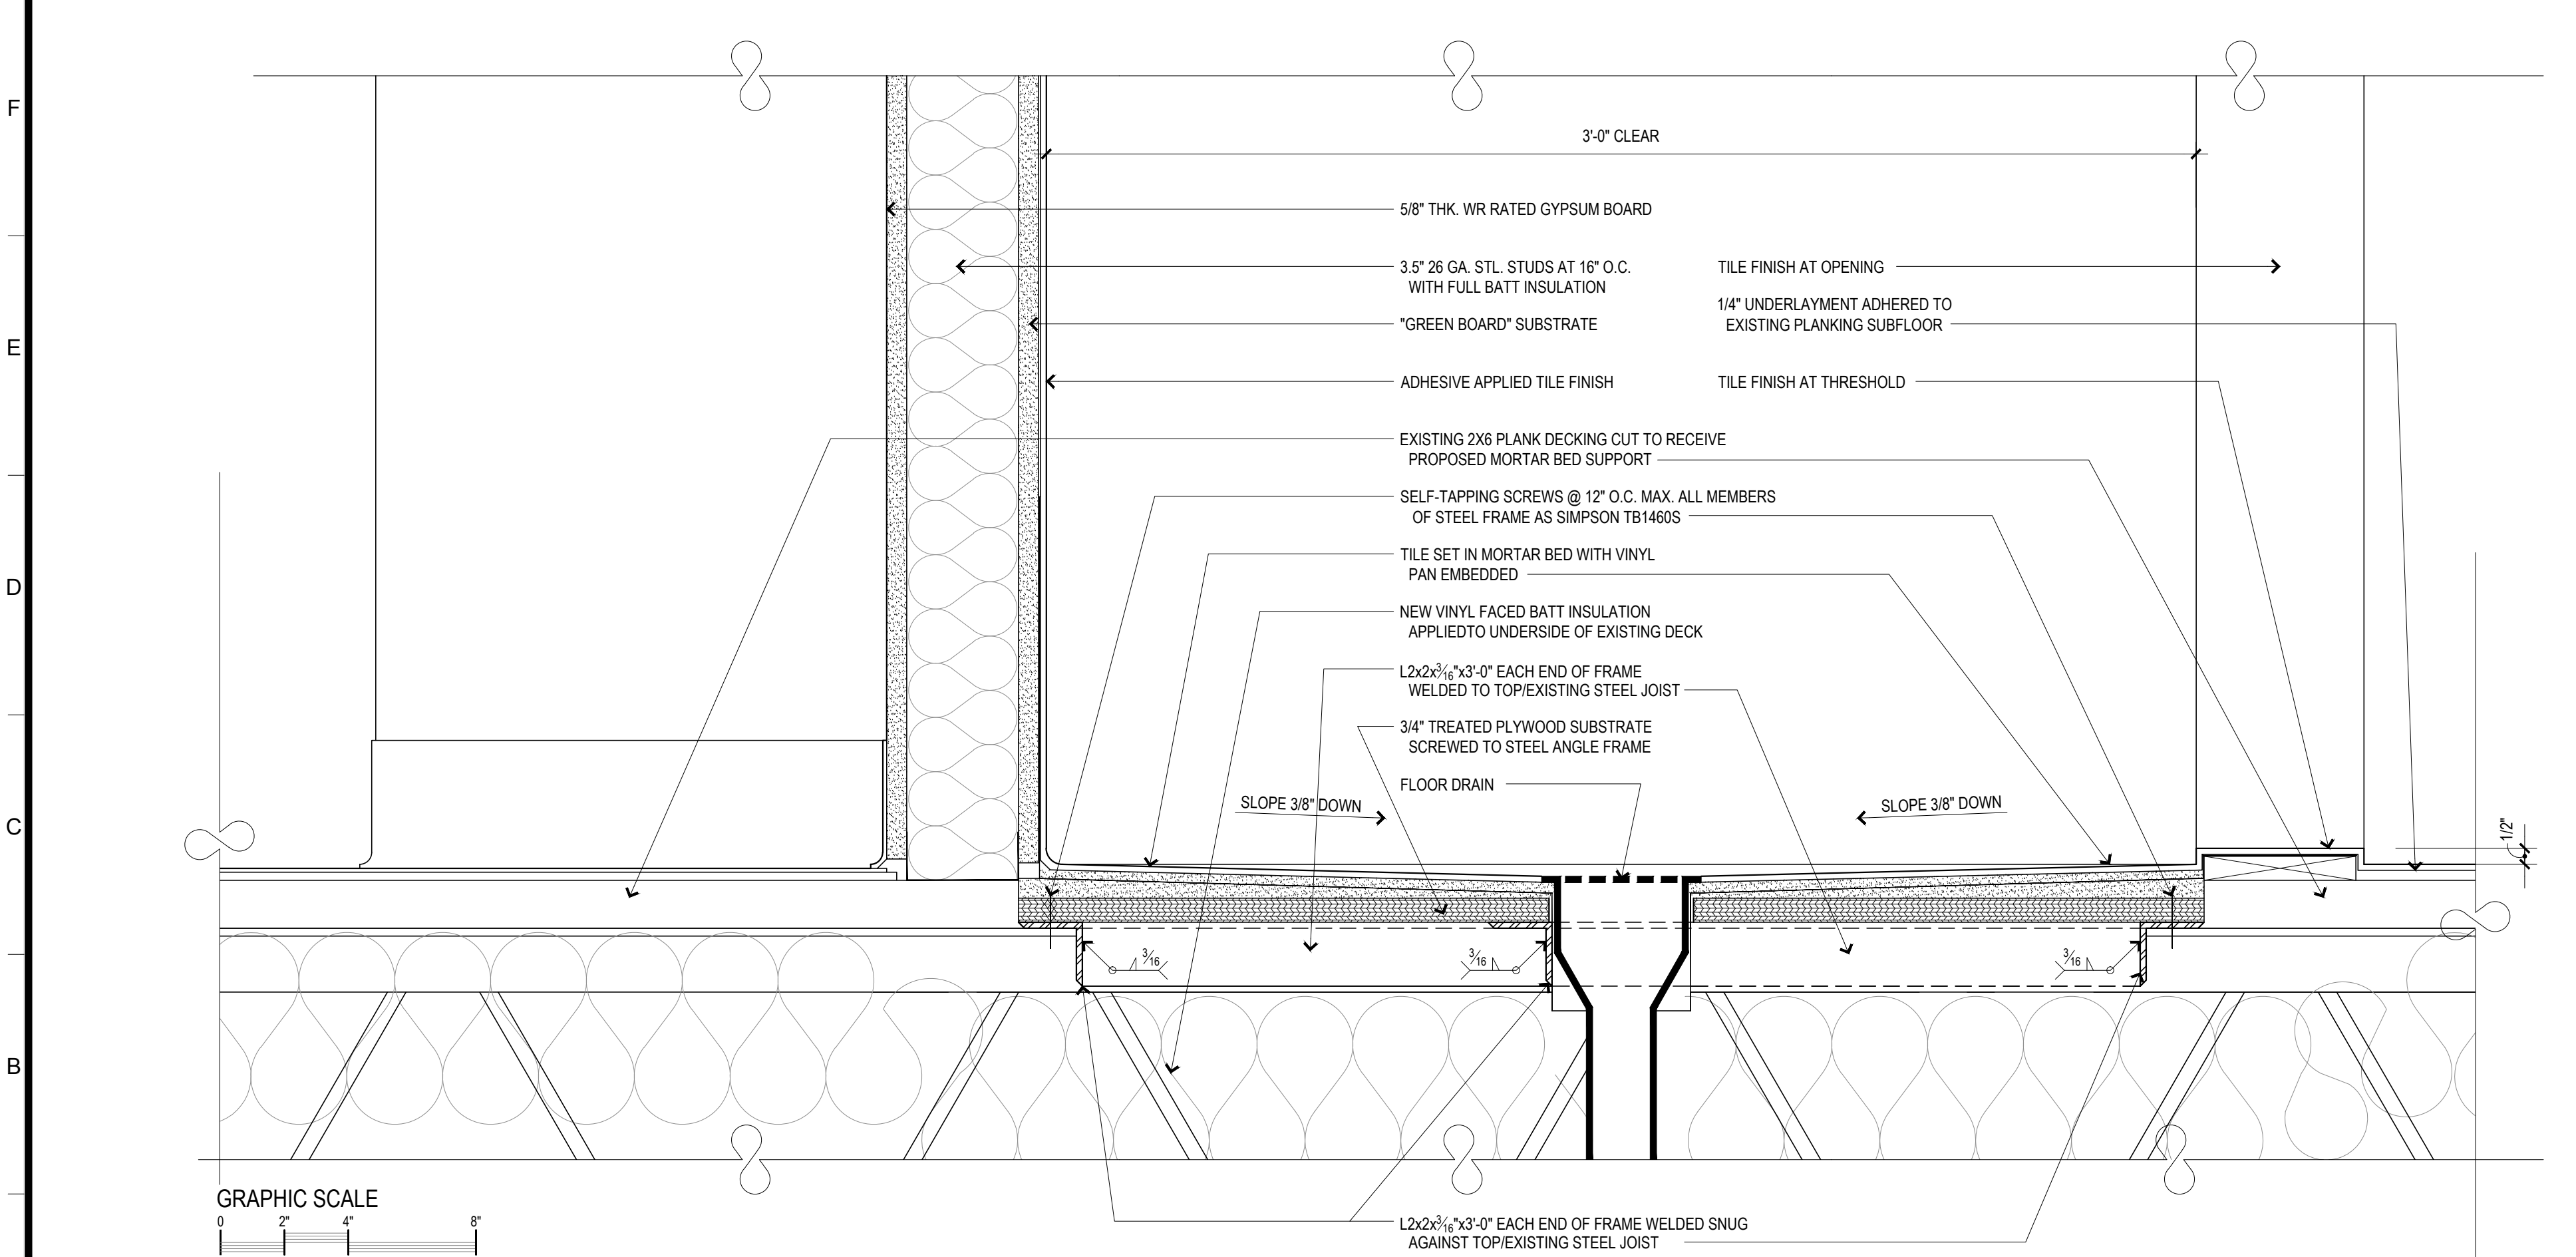 F
E
D
C
B
3'-0" CLEAR
5/8" THK. WR RATED GYPSUM BOARD
3.5" 26 GA. STL. STUDS AT 16" O.C.
WITH FULL BATT INSULATION
"GREEN BOARD" SUBSTRATE
ADHESIVE APPLIED TILE FINISH
TILE FINISH AT OPENING
1/4" UNDERLAYMENT ADHERED TO
EXISTING PLANKING SUBFLOOR
TILE FINISH AT THRESHOLD
EXISTING 2X6 PLANK DECKING CUT TO RECEIVE
PROPOSED MORTAR BED SUPPORT
SELF-TAPPING SCREWS @ 12" O.C. MAX. ALL MEMBERS
OF STEEL FRAME AS SIMPSON TB1460S
TILE SET IN MORTAR BED WITH VINYL
PAN EMBEDDED
NEW VINYL FACED BATT INSULATION
APPLIEDTO UNDERSIDE OF EXISTING DECK
L2x2x3/16"x3'-0" EACH END OF FRAME
WELDED TO TOP/EXISTING STEEL JOIST
3/4" TREATED PLYWOOD SUBSTRATE
SCREWED TO STEEL ANGLE FRAME
FLOOR DRAIN
SLOPE 3/8" DOWN
SLOPE 3/8" DOWN
1/2"
3/16
3/16
3/16
L2x2x3/16"x3'-0" EACH END OF FRAME WELDED SNUG
AGAINST TOP/EXISTING STEEL JOIST
GRAPHIC SCALE
0 2" 4" 8"